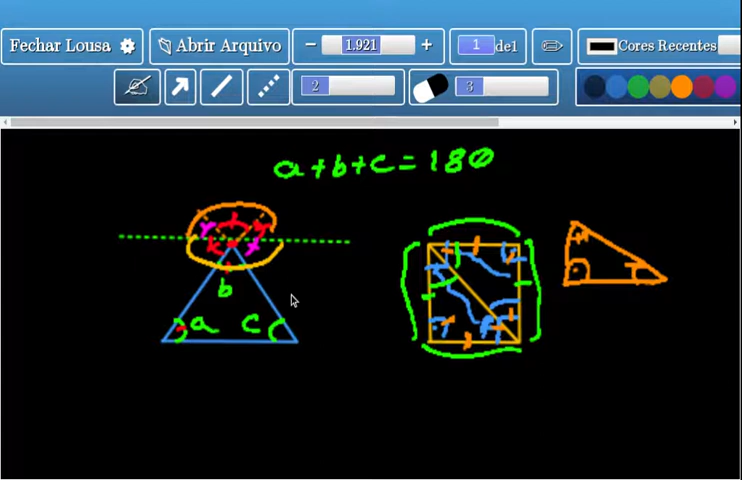 Fechar Lousa
Abrir Arquivo
− 1.921 +
1 de1
Cores Recentes
2
3
a+b+c=180
b
a
c